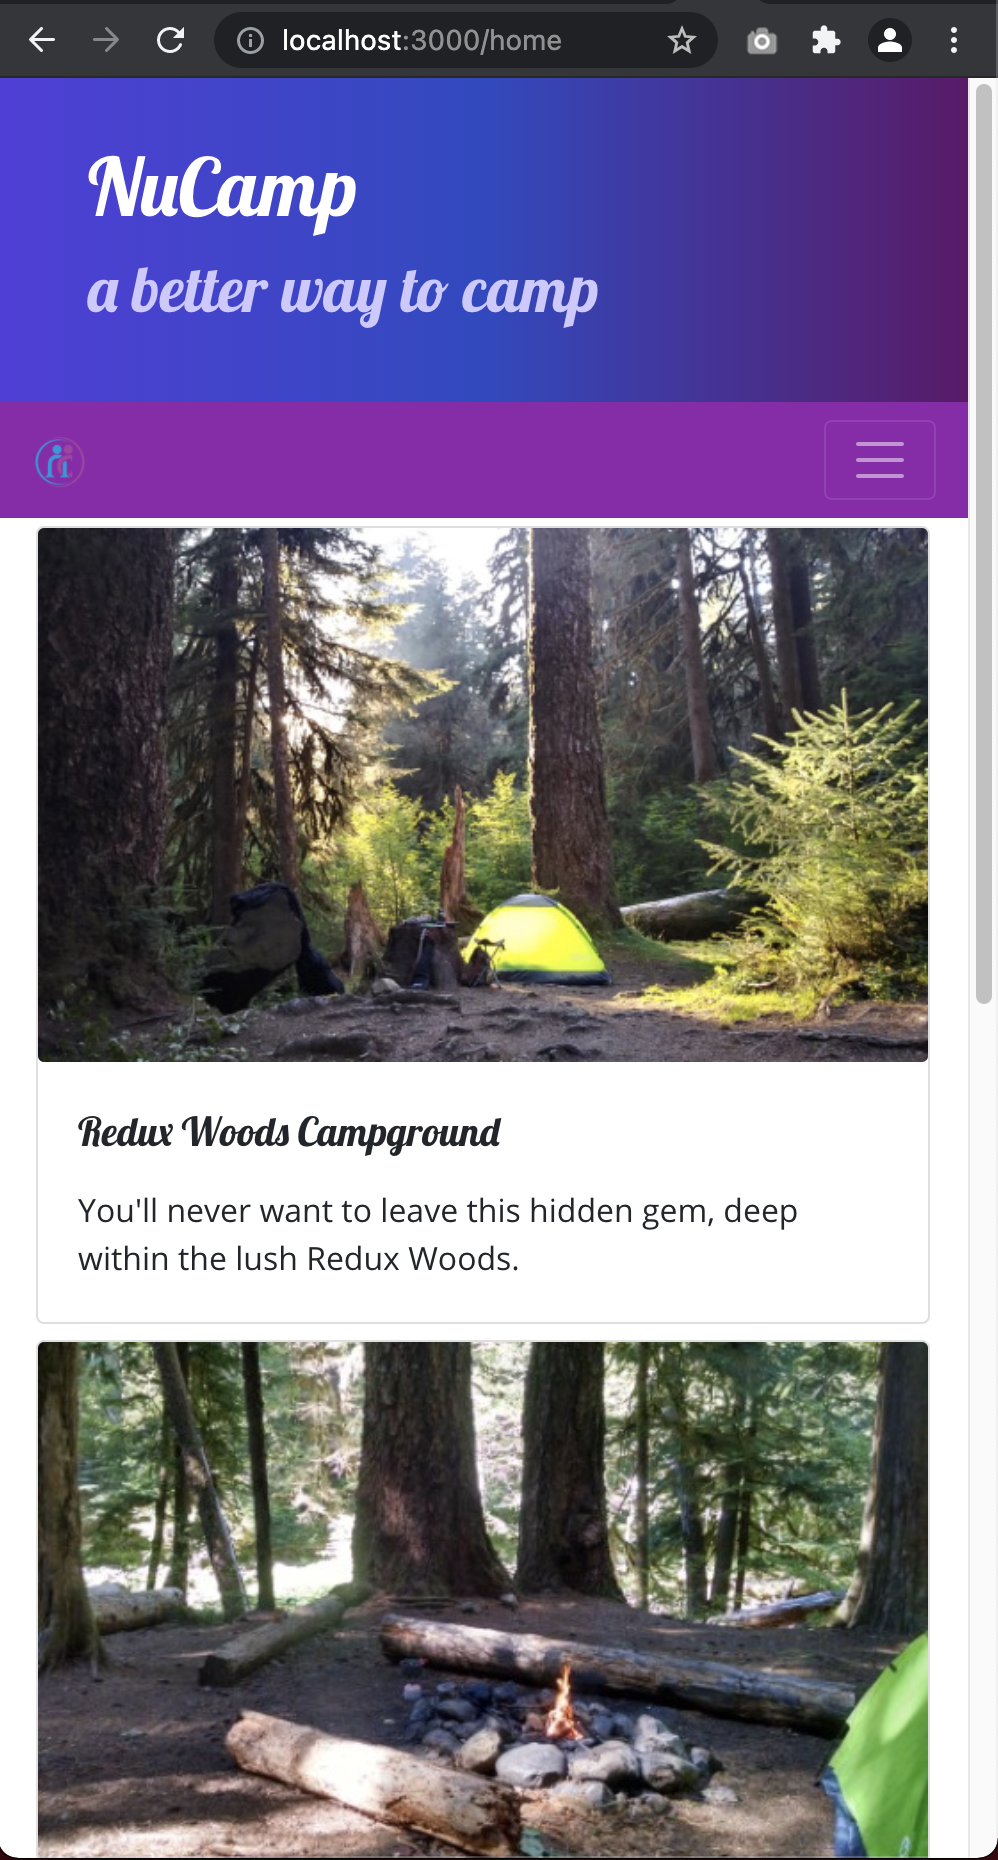 localhost:3000/home
NuCamp
a better way to camp
Redux Woods Campground
You'll never want to leave this hidden gem, deep
within the lush Redux Woods.